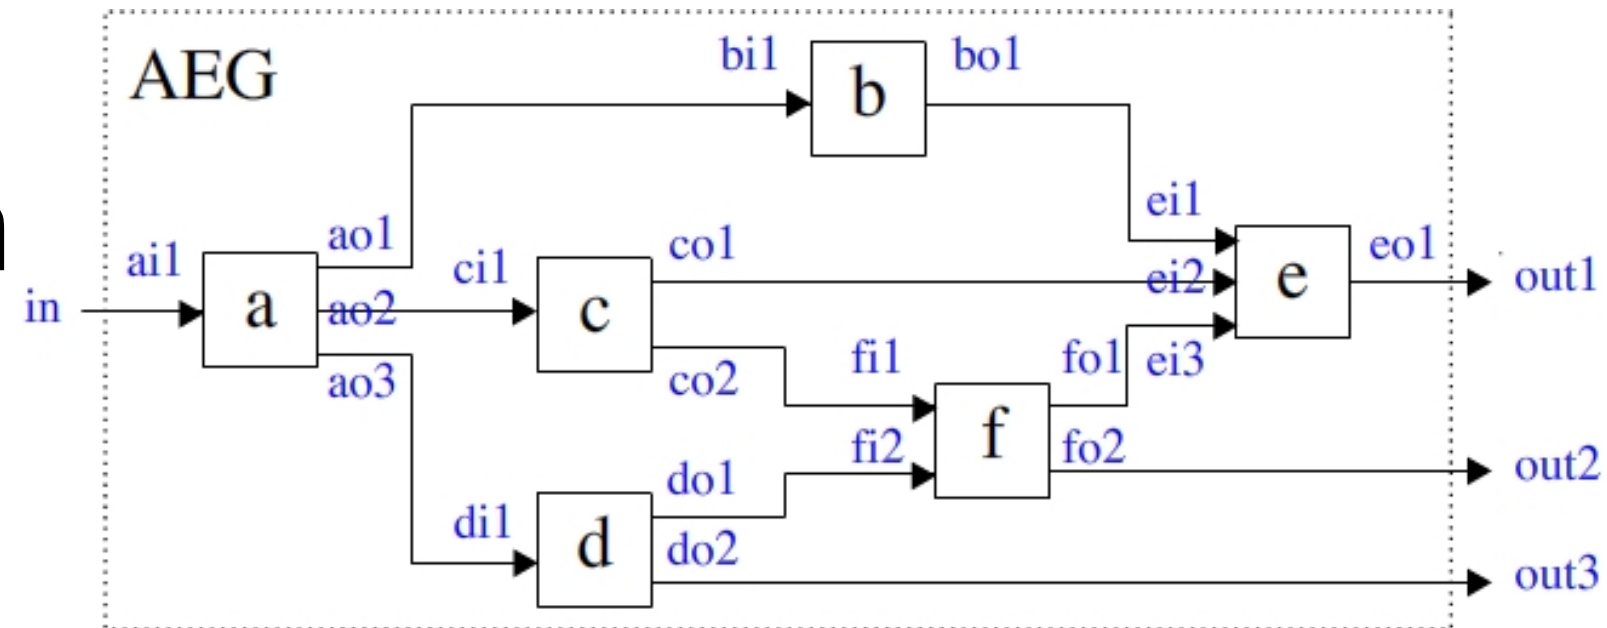 AEG
bi1
b
bo1
ei1
ao1
co1
eo1
ai1
ci1
in
a
ao2
c
ei2
e
out1
ao3
co2
fi1
fo1
ei3
f
fi2
fo2
out2
do1
di1
d
do2
out3